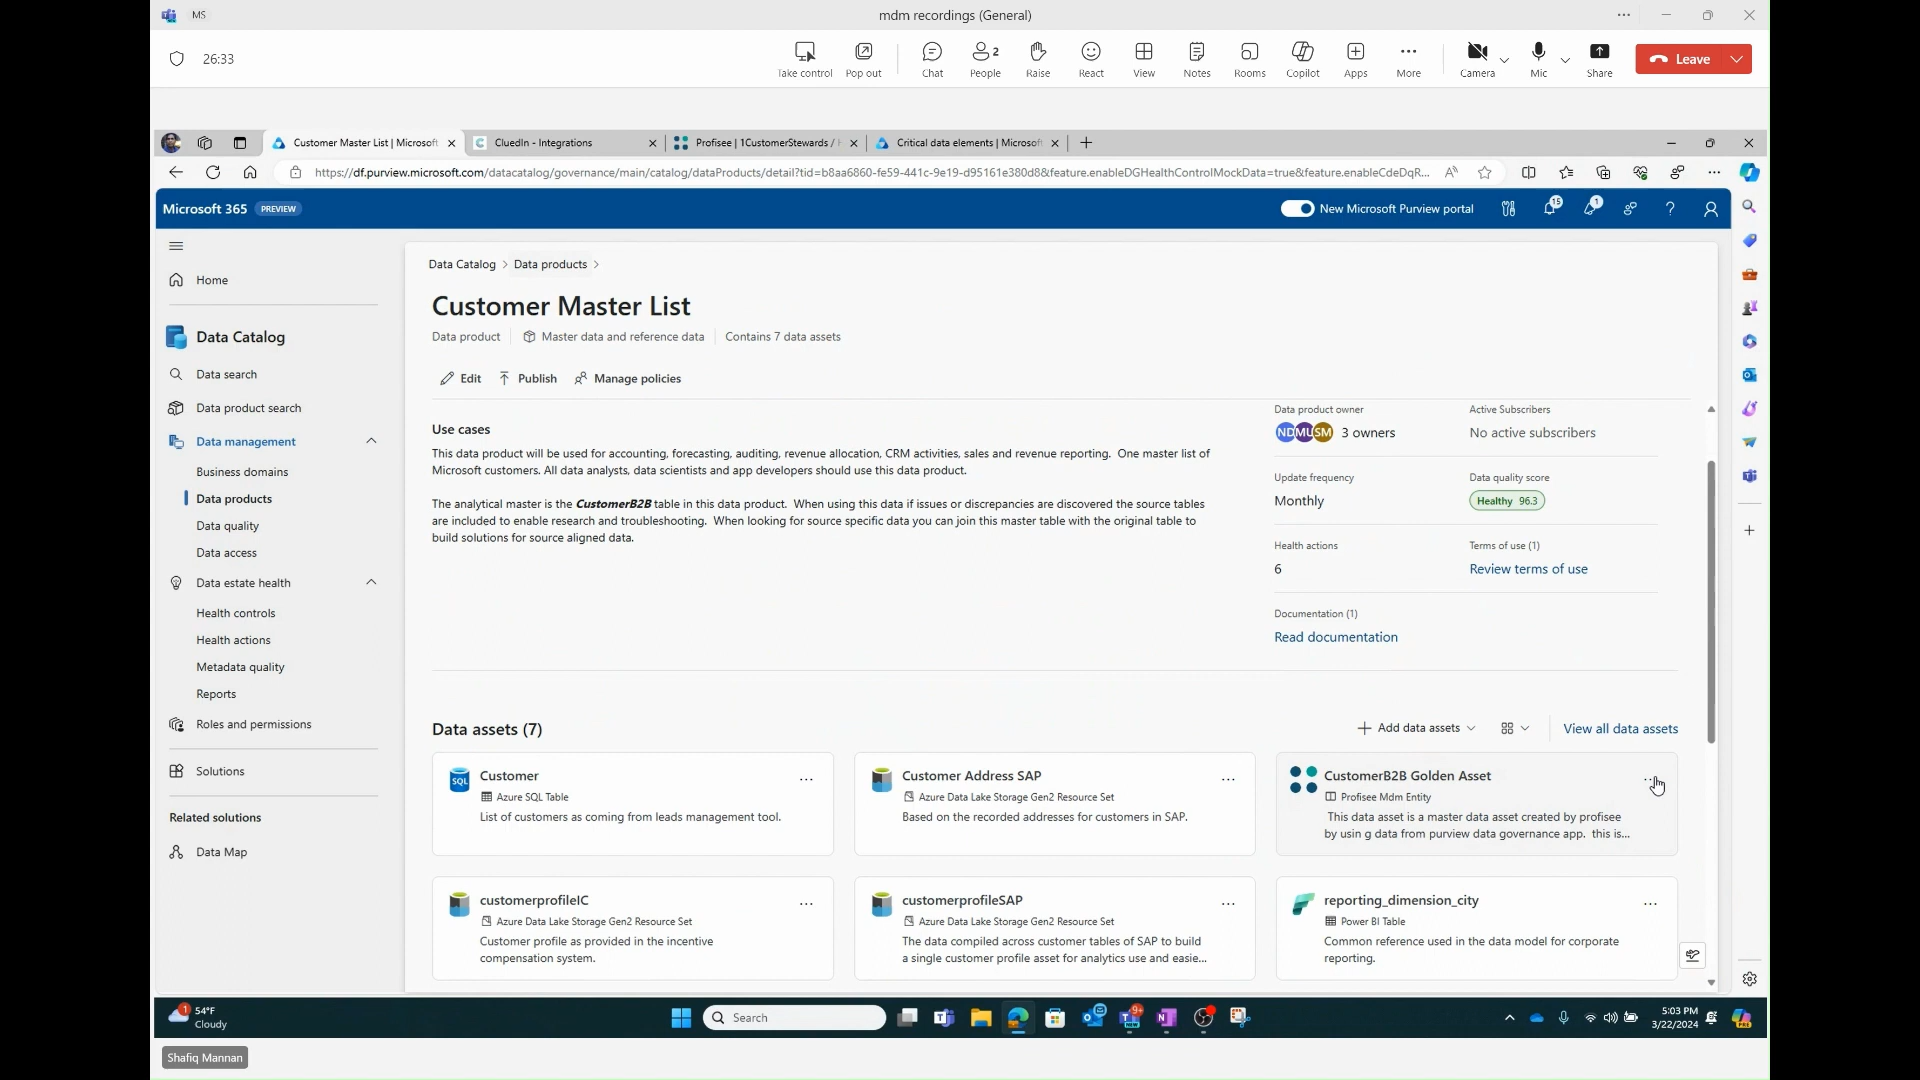 MS
mdm recordings (General)
26:33
Take control
Pop out
Chat
2
People
Raise
React
View
Notes
Rooms
Copilot
Apps
More
Camera
Mic
Share
Leave
Customer Master List | Microsoft
CluedIn - Integrations
Profisee | 1CustomerStewards /
Critical data elements | Microsoft
https://df.purview.microsoft.com/datacatalog/governance/main/catalog/dataProducts/detail?tid=b8aa6860-fe59-441c-9e19-d95161e380d8&feature.enableDGHealthControlMockData=true&feature.enableCdeDqR...
Microsoft 365 PREVIEW
New Microsoft Purview portal
15
1
Home
Data Catalog
Data search
Data product search
Data management
Business domains
Data products
Data quality
Data access
Data estate health
Health controls
Health actions
Metadata quality
Reports
Roles and permissions
Solutions
Related solutions
Data Map
Data Catalog > Data products >
Customer Master List
Data product
Master data and reference data
Contains 7 data assets
Edit
Publish
Manage policies
Use cases
This data product will be used for accounting, forecasting, auditing, revenue allocation, CRM activities, sales and revenue reporting. One master list of
Microsoft customers. All data analysts, data scientists and app developers should use this data product.
The analytical master is the CustomerB2B table in this data product. When using this data if issues or discrepancies are discovered the source tables
are included to enable research and troubleshooting. When looking for source specific data you can join this master table with the original table to
build solutions for source aligned data.
Data product owner
ND MU SM 3 owners
Active Subscribers
No active subscribers
Update frequency
Monthly
Data quality score
Healthy 96.3
Health actions
6
Terms of use (1)
Review terms of use
Documentation (1)
Read documentation
Data assets (7)
Add data assets
View all data assets
SQL
Customer
Azure SQL Table
List of customers as coming from leads management tool.
Customer Address SAP
Azure Data Lake Storage Gen2 Resource Set
Based on the recorded addresses for customers in SAP.
CustomerB2B Golden Asset
Profisee Mdm Entity
This data asset is a master data asset created by profisee
by usin g data from purview data governance app. this is...
customerprofileIC
Azure Data Lake Storage Gen2 Resource Set
Customer profile as provided in the incentive
compensation system.
customerprofileSAP
Azure Data Lake Storage Gen2 Resource Set
The data compiled across customer tables of SAP to build
a single customer profile asset for analytics use and easie...
reporting_dimension_city
Power BI Table
Common reference used in the data model for corporate
reporting.
1
54°F
Cloudy
Search
9+
5:03 PM
3/22/2024
Shafiq Mannan